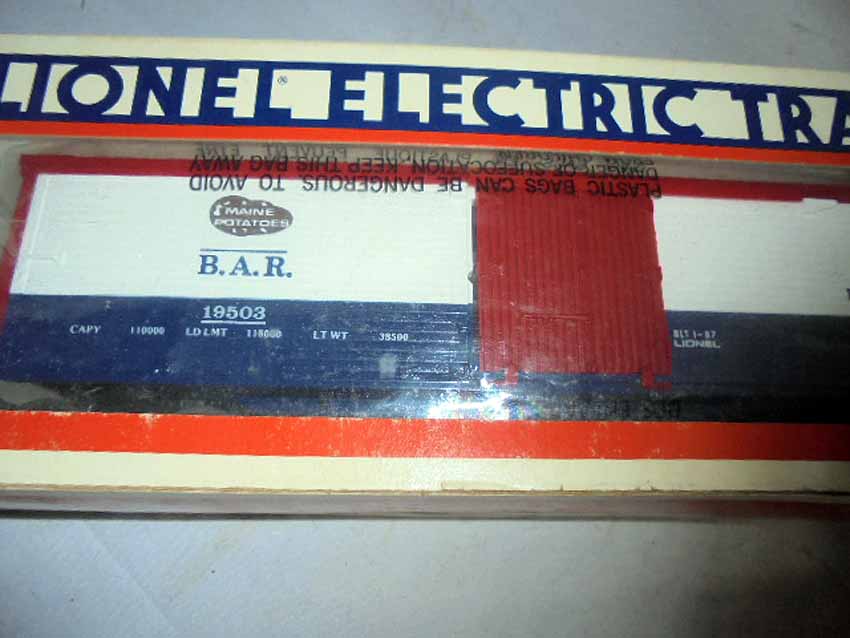 LIONEL® ELECTRIC TRA
PLASTIC BAGS CAN BE DANGEROUS. TO AVOID
DANGER OF SUFFOCATION, KEEP THIS BAG AWAY
MAINE
POTATOES
B.A.R.
19503
CAPY 110000 LD LMT 118000 LT WT 38500
BLT 1-87
LIONEL